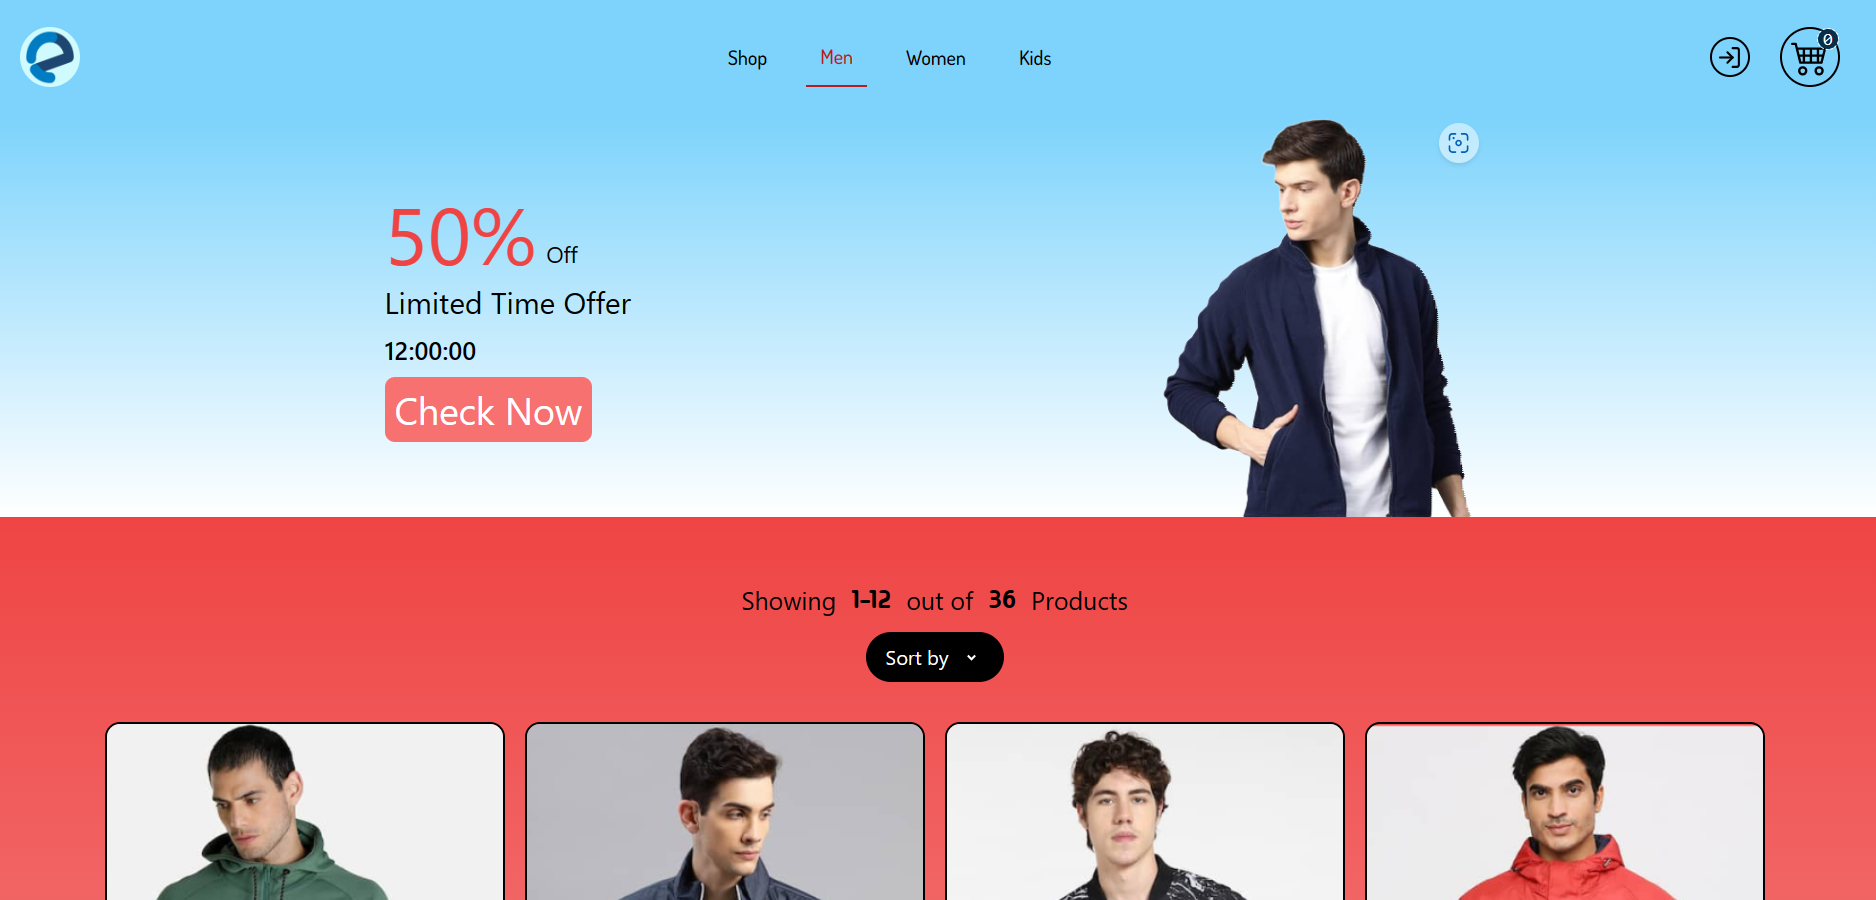 Shop Men Women Kids
0
50% Off
Limited Time Offer
12:00:00
Check Now
Showing 1-12 out of 36 Products
Sort by